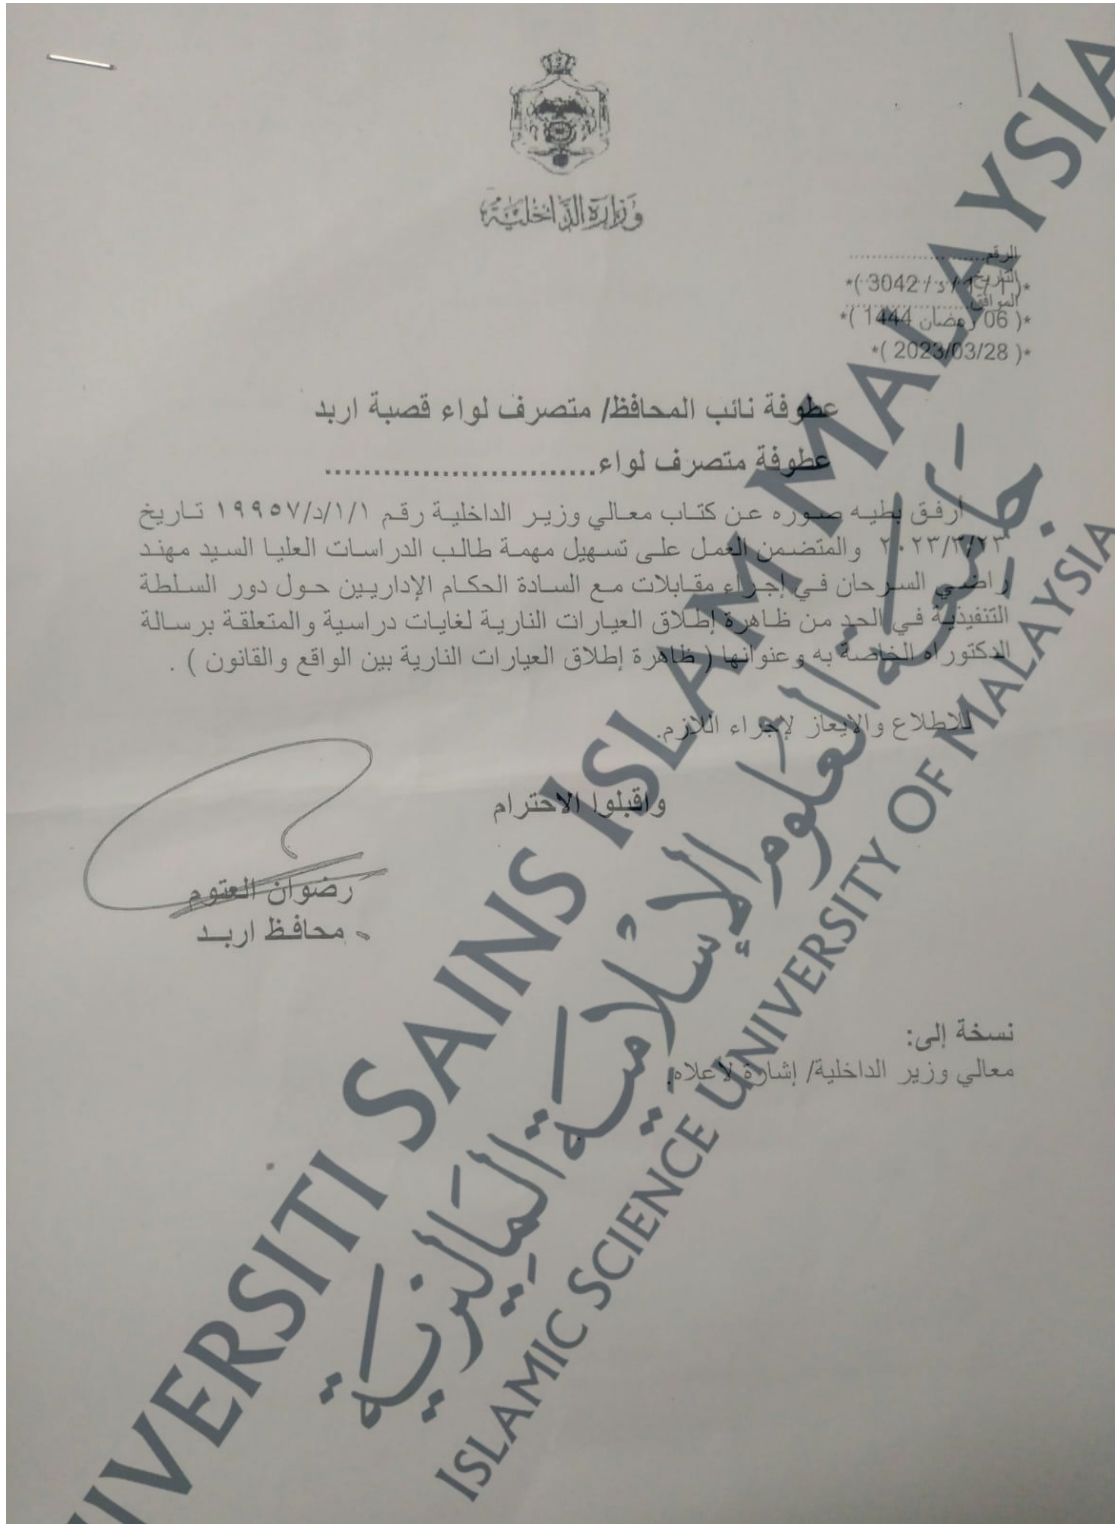 وزارة الداخلية
الرقم
التاريخ
*( 1 / 1 / د / 3042 )*
الموافق
*( 06 رمضان 1444 )*
*( 2023/03/28 )*
عطوفة نائب المحافظ/ متصرف لواء قصبة اربد
عطوفة متصرف لواء...........................
ارفق بطيه صوره عن كتاب معالي وزير الداخلية رقم ١/١/د/١٩٩٥٧ تاريخ
٢٠٢٣/٣/٢٣ والمتضمن العمل على تسهيل مهمة طالب الدراسات العليا السيد مهند
راضي السرحان في إجراء مقابلات مع السادة الحكام الإداريين حول دور السلطة
التنفيذية في الحد من ظاهرة إطلاق العيارات النارية لغايات دراسية والمتعلقة برسالة
الدكتوراه الخاصة به وعنوانها ( ظاهرة إطلاق العيارات النارية بين الواقع والقانون ) .
للاطلاع والايعاز لإجراء اللازم.
واقبلوا الاحترام
رضوان العتوم
محافظ اربد
نسخة إلى:
معالي وزير الداخلية/ إشارة لأعلاه.
UNIVERSITI SAINS ISLAM MALAYSIA
جامعة العلوم الإسلامية الماليزية
ISLAMIC SCIENCE UNIVERSITY OF MALAYSIA